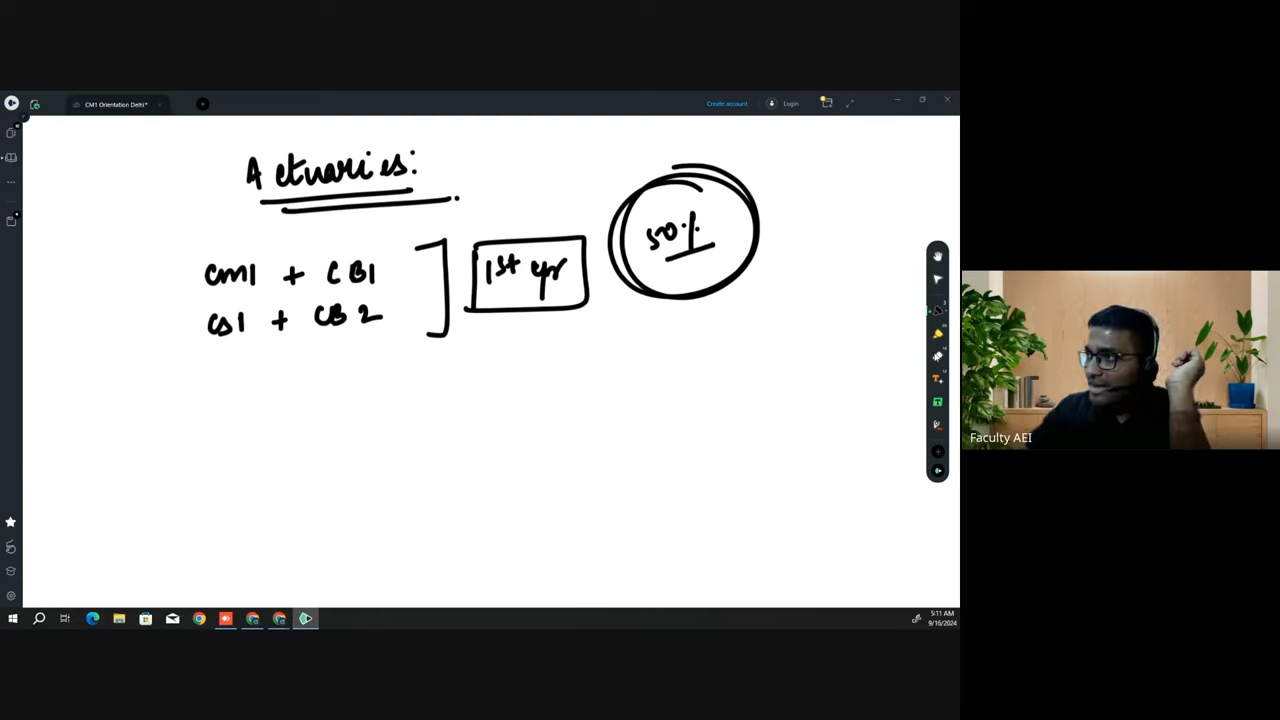 CM1 Orientation Delhi*
Create account
Login
Actuaries:
CM1 + CB1
CS1 + CB2
1st yr
50%
Faculty AEI
5:11 AM
9/16/2024